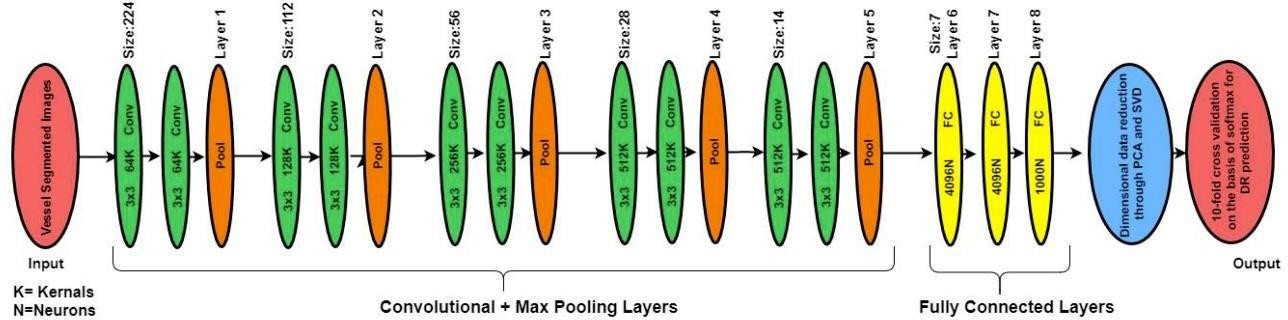 Size:224
Layer 1
Size:112
Layer 2
Size:56
Layer 3
Size:28
Layer 4
Size:14
Layer 5
Size:7
Layer 6
Layer 7
Layer 8
Vessel Segmented Images
3x3 64K Conv
3x3 64K Conv
Pool
3x3 128K Conv
3x3 128K Conv
Pool
3x3 256K Conv
3x3 256K Conv
Pool
3x3 512K Conv
3x3 512K Conv
Pool
3x3 512K Conv
3x3 512K Conv
Pool
4096N FC
4096N FC
1000N FC
Dimensional data reduction
through PCA and SVD
10-fold cross validation
on the basis of softmax for
DR prediction
Input
Output
K= Kernals
N=Neurons
Convolutional + Max Pooling Layers
Fully Connected Layers